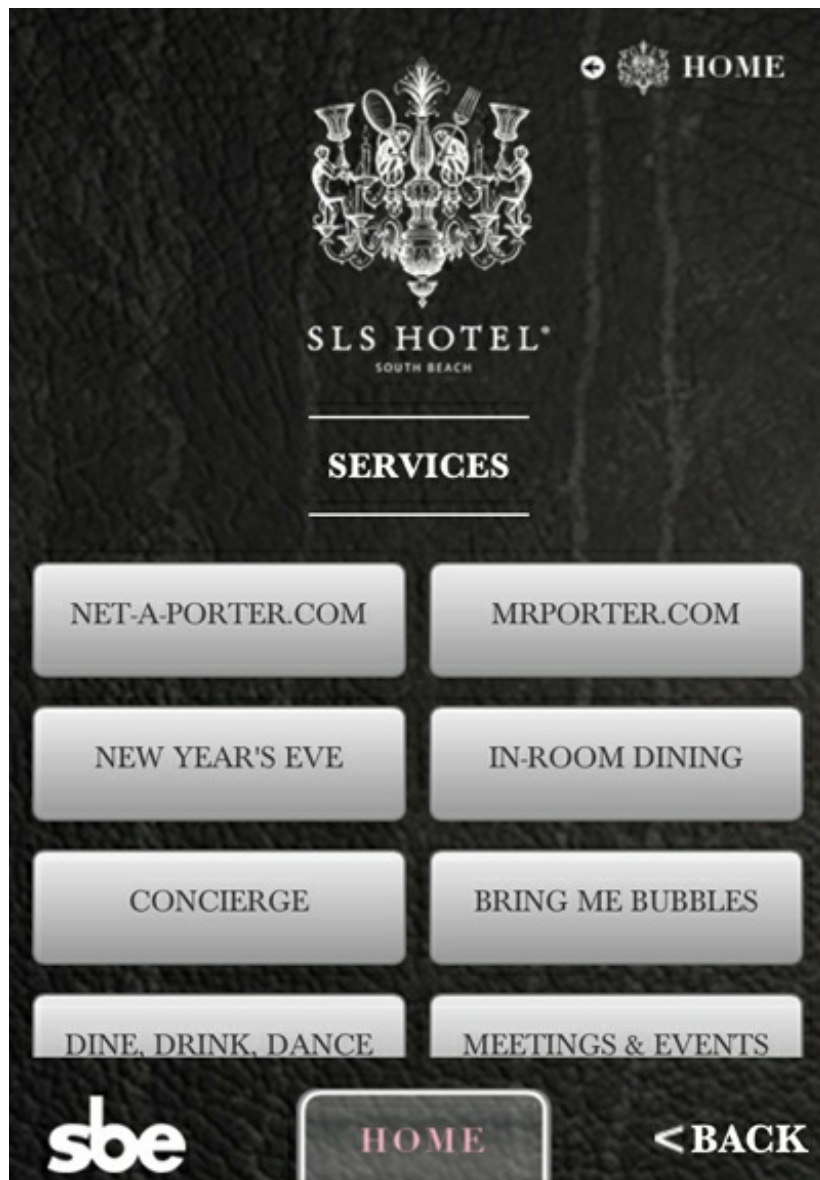 HOME
SLS HOTEL®
SOUTH BEACH
SERVICES
NET-A-PORTER.COM
MRPORTER.COM
NEW YEAR'S EVE
IN-ROOM DINING
CONCIERGE
BRING ME BUBBLES
DINE, DRINK, DANCE
MEETINGS & EVENTS
sbe
HOME
<BACK